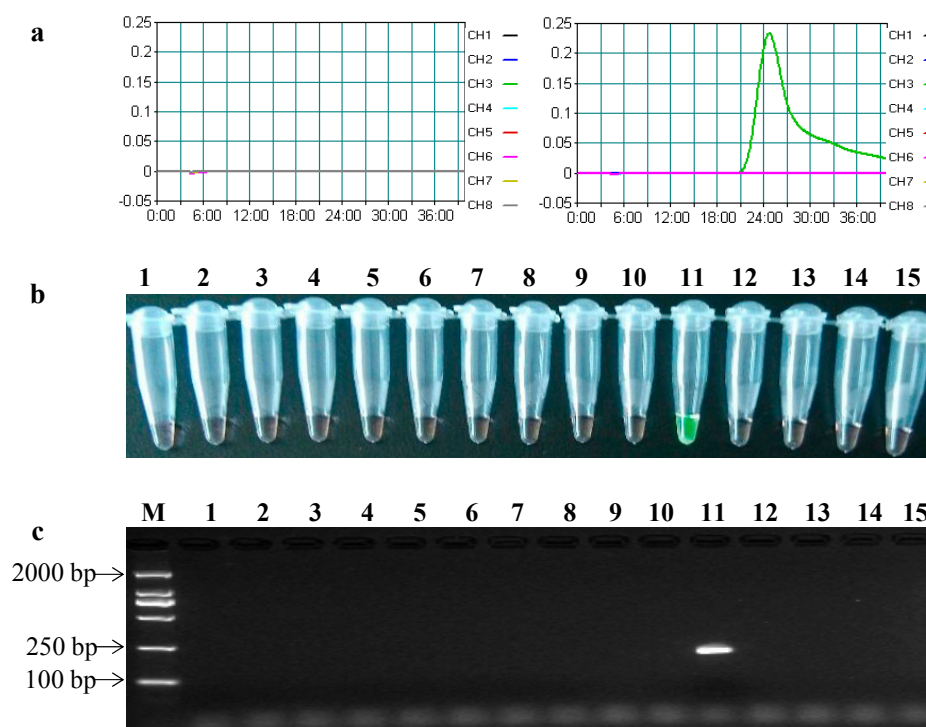 a
0.25
0.2
0.15
0.1
0.05
0
-0.05
0:00 6:00 12:00 18:00 24:00 30:00 36:00
CH1
CH2
CH3
CH4
CH5
CH6
CH7
CH8
0.25
0.2
0.15
0.1
0.05
0
-0.05
0:00 6:00 12:00 18:00 24:00 30:00 36:00
CH1
CH2
CH3
CH4
CH5
CH6
CH7
CH8
b
1 2 3 4 5 6 7 8 9 10 11 12 13 14 15
c
M 1 2 3 4 5 6 7 8 9 10 11 12 13 14 15
2000 bp
250 bp
100 bp